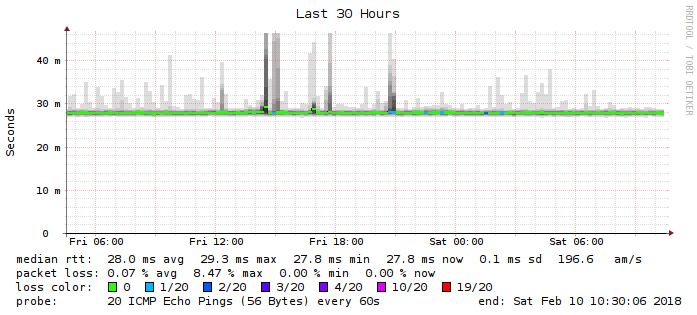 Last 30 Hours
RRDTOOL / TOBI OETIKER
Seconds
40 m
30 m
20 m
10 m
0
Fri 06:00 Fri 12:00 Fri 18:00 Sat 00:00 Sat 06:00
median rtt: 28.0 ms avg 29.3 ms max 27.8 ms min 27.8 ms now 0.1 ms sd 196.6 am/s
packet loss: 0.07 % avg 8.47 % max 0.00 % min 0.00 % now
loss color: 0 1/20 2/20 3/20 4/20 10/20 19/20
probe: 20 ICMP Echo Pings (56 Bytes) every 60s end: Sat Feb 10 10:30:06 2018